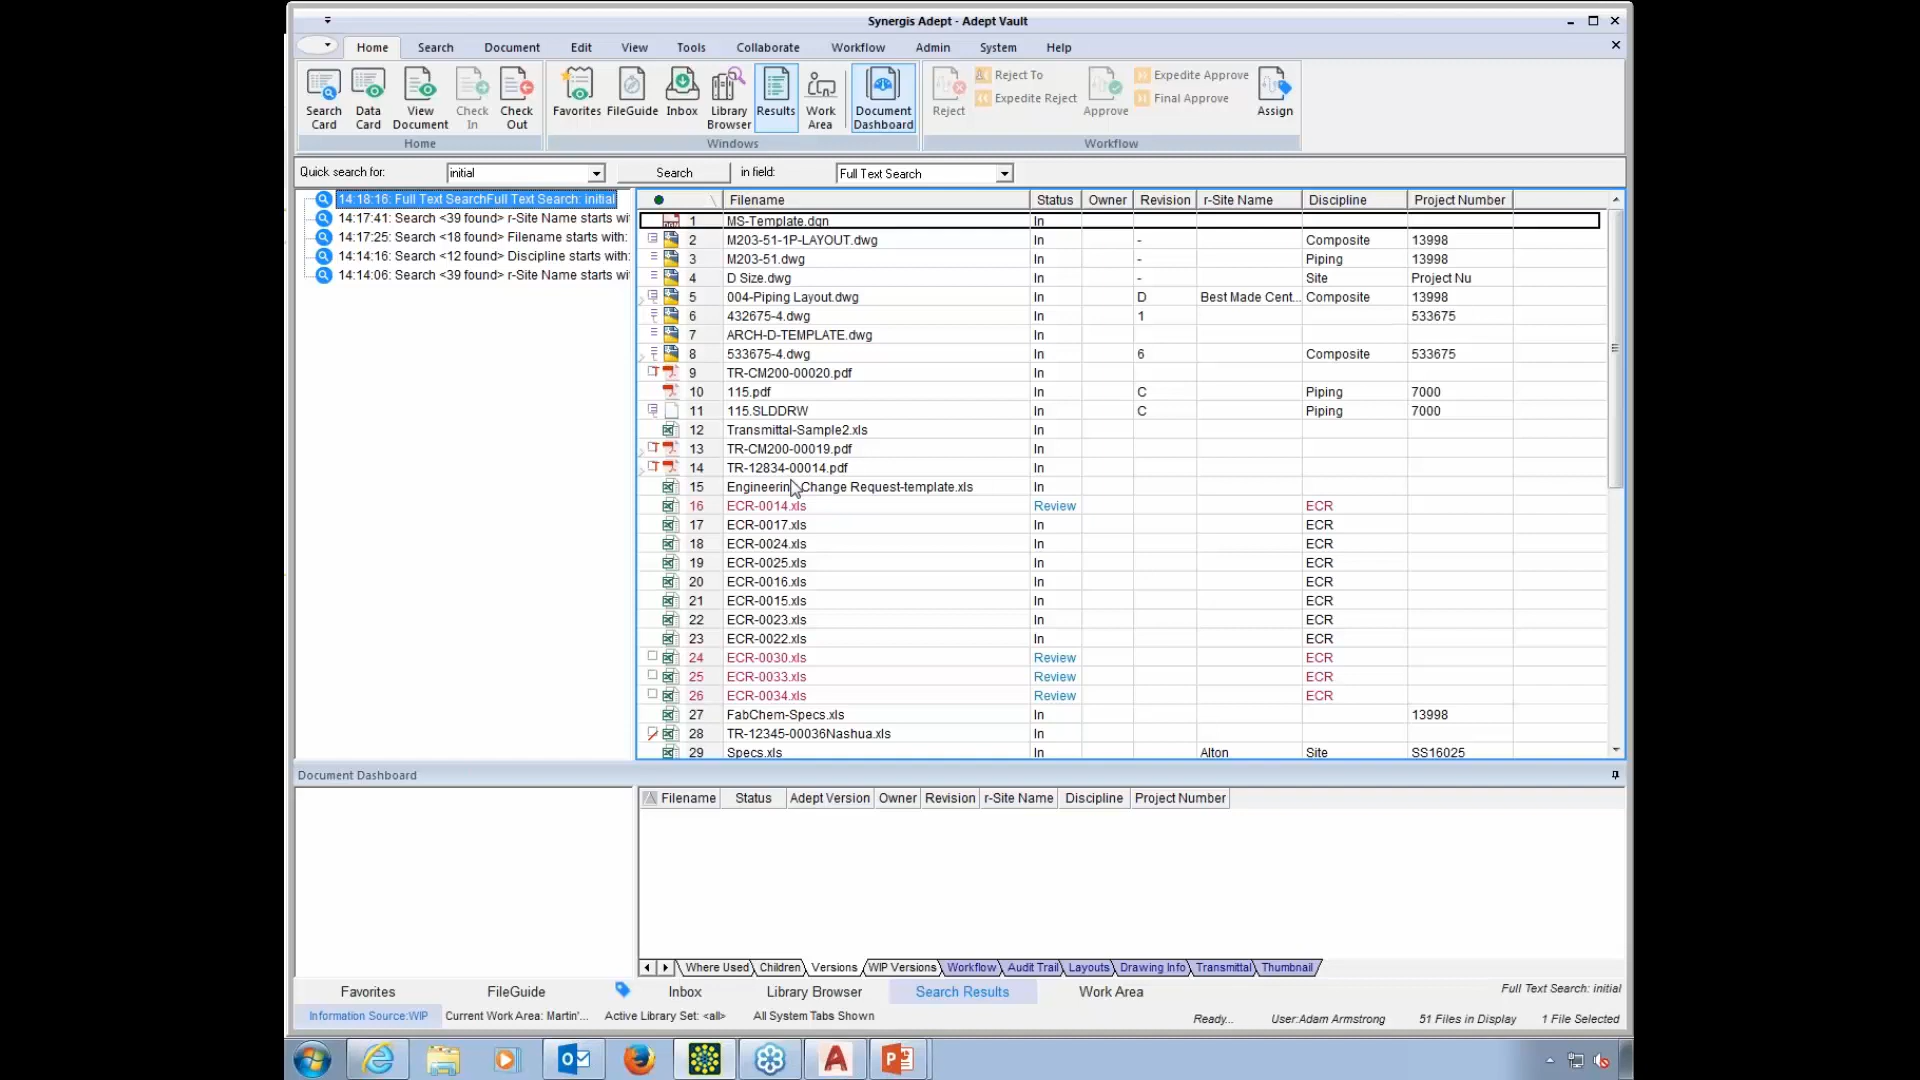 Synergis Adept - Adept Vault
Home Search Document Edit View Tools Collaborate Workflow Admin System Help
Search Card
Data Card
View Document
Check In
Check Out
Favorites
FileGuide
Inbox
Library Browser
Results
Work Area
Document Dashboard
Reject
Reject To
Expedite Reject
Approve
Expedite Approve
Final Approve
Assign
Home Windows Workflow
Quick search for: initial Search in field: Full Text Search
14:18:16: Full Text SearchFull Text Search: initial
14:17:41: Search <39 found> r-Site Name starts wi
14:17:25: Search <18 found> Filename starts with:
14:14:16: Search <12 found> Discipline starts with:
14:14:06: Search <39 found> r-Site Name starts wi
Filename Status Owner Revision r-Site Name Discipline Project Number
1 MS-Template.dgn In
2 M203-51-1P-LAYOUT.dwg In - Composite 13998
3 M203-51.dwg In - Piping 13998
4 D Size.dwg In - Site Project Nu
5 004-Piping Layout.dwg In D Best Made Cent... Composite 13998
6 432675-4.dwg In 1 533675
7 ARCH-D-TEMPLATE.dwg In
8 533675-4.dwg In 6 Composite 533675
9 TR-CM200-00020.pdf In
10 115.pdf In C Piping 7000
11 115.SLDDRW In C Piping 7000
12 Transmittal-Sample2.xls In
13 TR-CM200-00019.pdf In
14 TR-12834-00014.pdf In
15 Engineering Change Request-template.xls In
16 ECR-0014.xls Review ECR
17 ECR-0017.xls In ECR
18 ECR-0024.xls In ECR
19 ECR-0025.xls In ECR
20 ECR-0016.xls In ECR
21 ECR-0015.xls In ECR
22 ECR-0023.xls In ECR
23 ECR-0022.xls In ECR
24 ECR-0030.xls Review ECR
25 ECR-0033.xls Review ECR
26 ECR-0034.xls Review ECR
27 FabChem-Specs.xls In 13998
28 TR-12345-00036Nashua.xls In
29 Specs.xls In Alton Site SS16025
Document Dashboard
Filename Status Adept Version Owner Revision r-Site Name Discipline Project Number
Where Used Children Versions WIP Versions Workflow Audit Trail Layouts Drawing Info Transmittal Thumbnail
Favorites FileGuide Inbox Library Browser Search Results Work Area Full Text Search: initial
Information Source:WIP Current Work Area: Martin'... Active Library Set: <all> All System Tabs Shown Ready... User:Adam Armstrong 51 Files in Display 1 File Selected